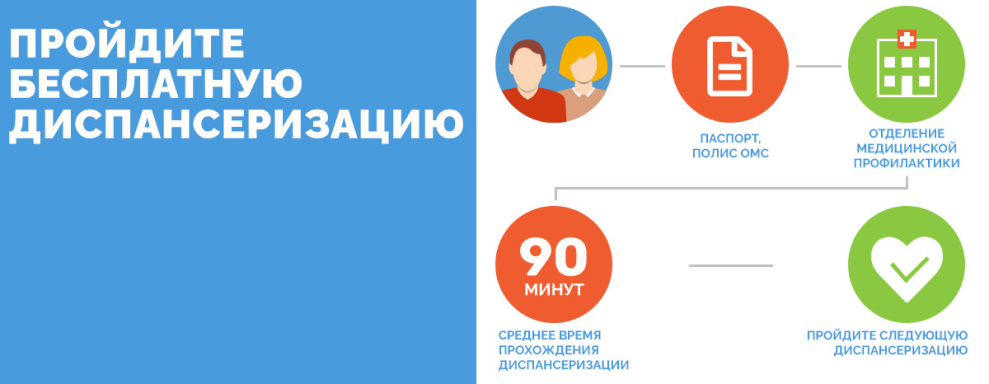 ПРОЙДИТЕ
БЕСПЛАТНУЮ
ДИСПАНСЕРИЗАЦИЮ
ПАСПОРТ,
ПОЛИС ОМС
ОТДЕЛЕНИЕ
МЕДИЦИНСКОЙ
ПРОФИЛАКТИКИ
90
МИНУТ
СРЕДНЕЕ ВРЕМЯ
ПРОХОЖДЕНИЯ
ДИСПАНСЕРИЗАЦИИ
ПРОЙДИТЕ СЛЕДУЮЩУЮ
ДИСПАНСЕРИЗАЦИЮ